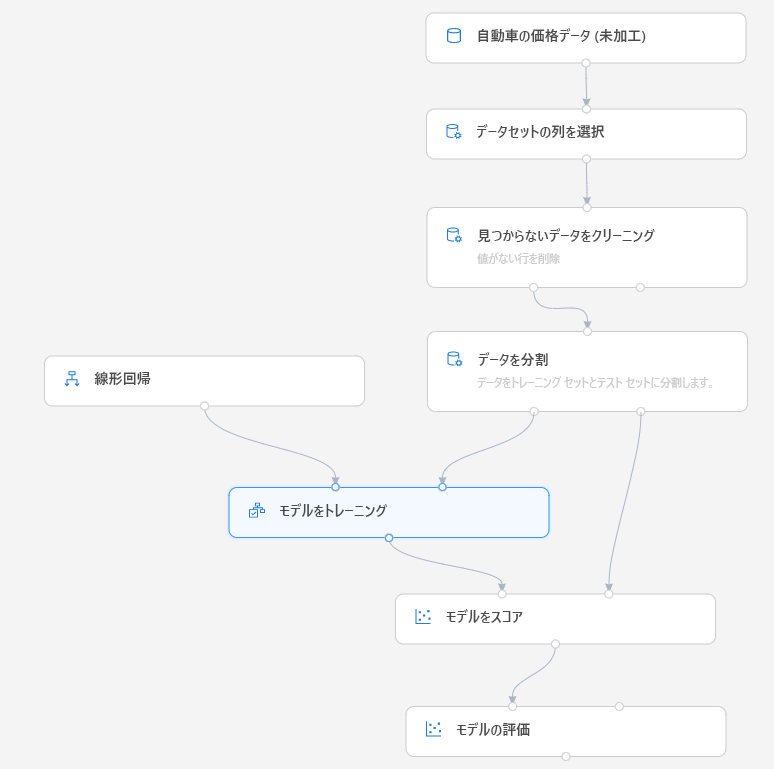 自動車の価格データ (未加工)
データセットの列を選択
見つからないデータをクリーニング
値がない行を削除
データを分割
データをトレーニング セットとテスト セットに分割します。
線形回帰
モデルをトレーニング
モデルをスコア
モデルの評価